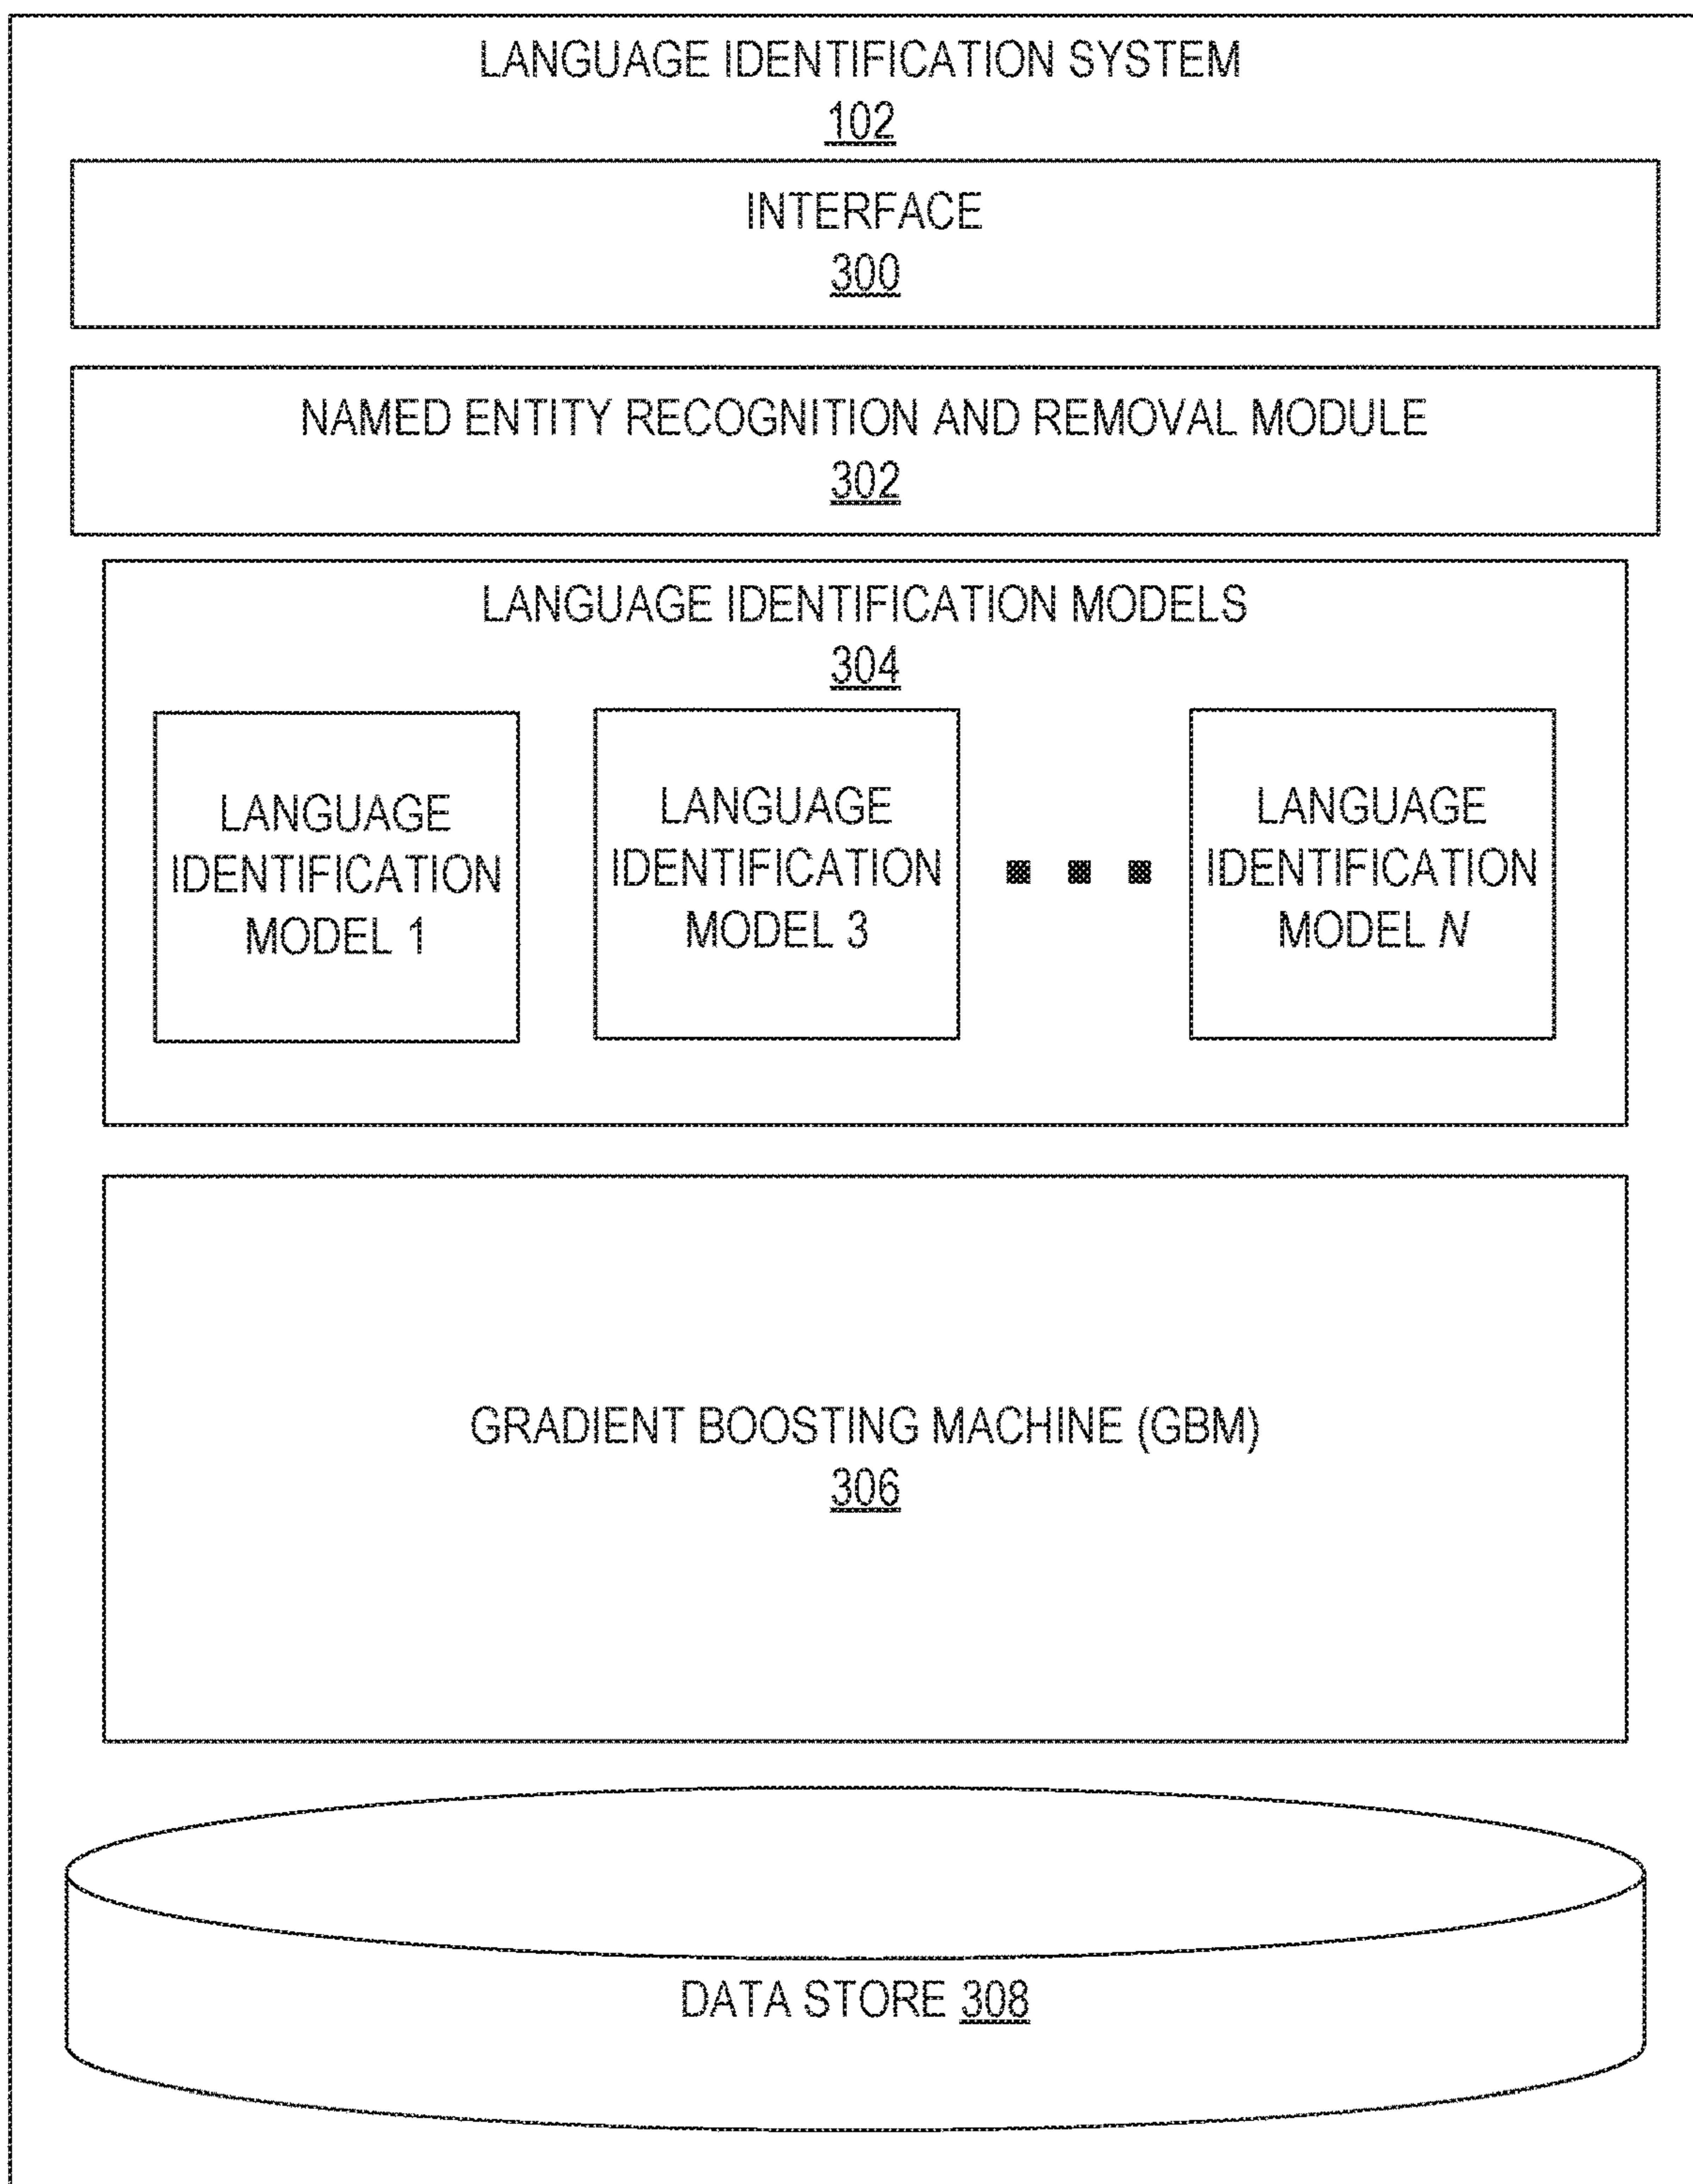 LANGUAGE IDENTIFICATION SYSTEM
102
INTERFACE
300
NAMED ENTITY RECOGNITION AND REMOVAL MODULE
302
LANGUAGE IDENTIFICATION MODELS
304
LANGUAGE
IDENTIFICATION
MODEL 1
LANGUAGE
IDENTIFICATION
MODEL 3
LANGUAGE
IDENTIFICATION
MODEL N
GRADIENT BOOSTING MACHINE (GBM)
306
DATA STORE 308